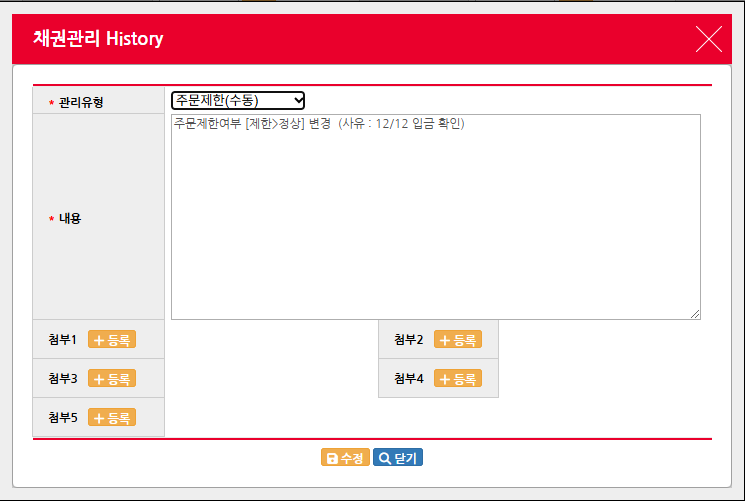 채권관리 History
* 관리유형
주문제한(수동)
* 내용
주문제한여부 [제한>정상] 변경 (사유 : 12/12 입금 확인)
첨부1 + 등록 첨부2 + 등록
첨부3 + 등록 첨부4 + 등록
첨부5 + 등록
수정 닫기